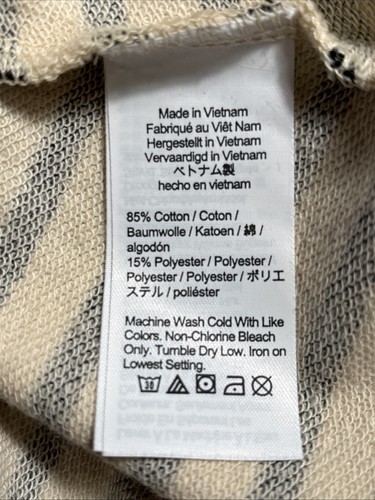 Made in Vietnam
Fabriqué au Viêt Nam
Hergestellt in Vietnam
Vervaardigd in Vietnam
ベトナム製
hecho en vietnam
85% Cotton / Coton /
Baumwolle / Katoen / 綿 /
algodón
15% Polyester / Polyester /
Polyester / Polyester / ポリエ
ステル / poliéster
Machine Wash Cold With Like
Colors. Non-Chlorine Bleach
Only. Tumble Dry Low. Iron on
Lowest Setting.
30